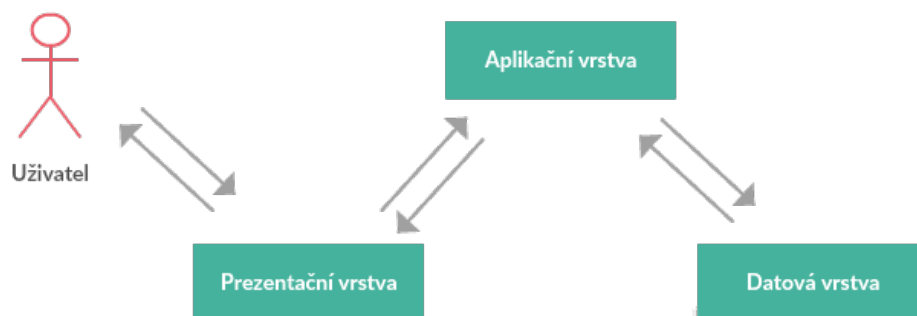 Aplikační vrstva
Uživatel
Prezentační vrstva
Datová vrstva